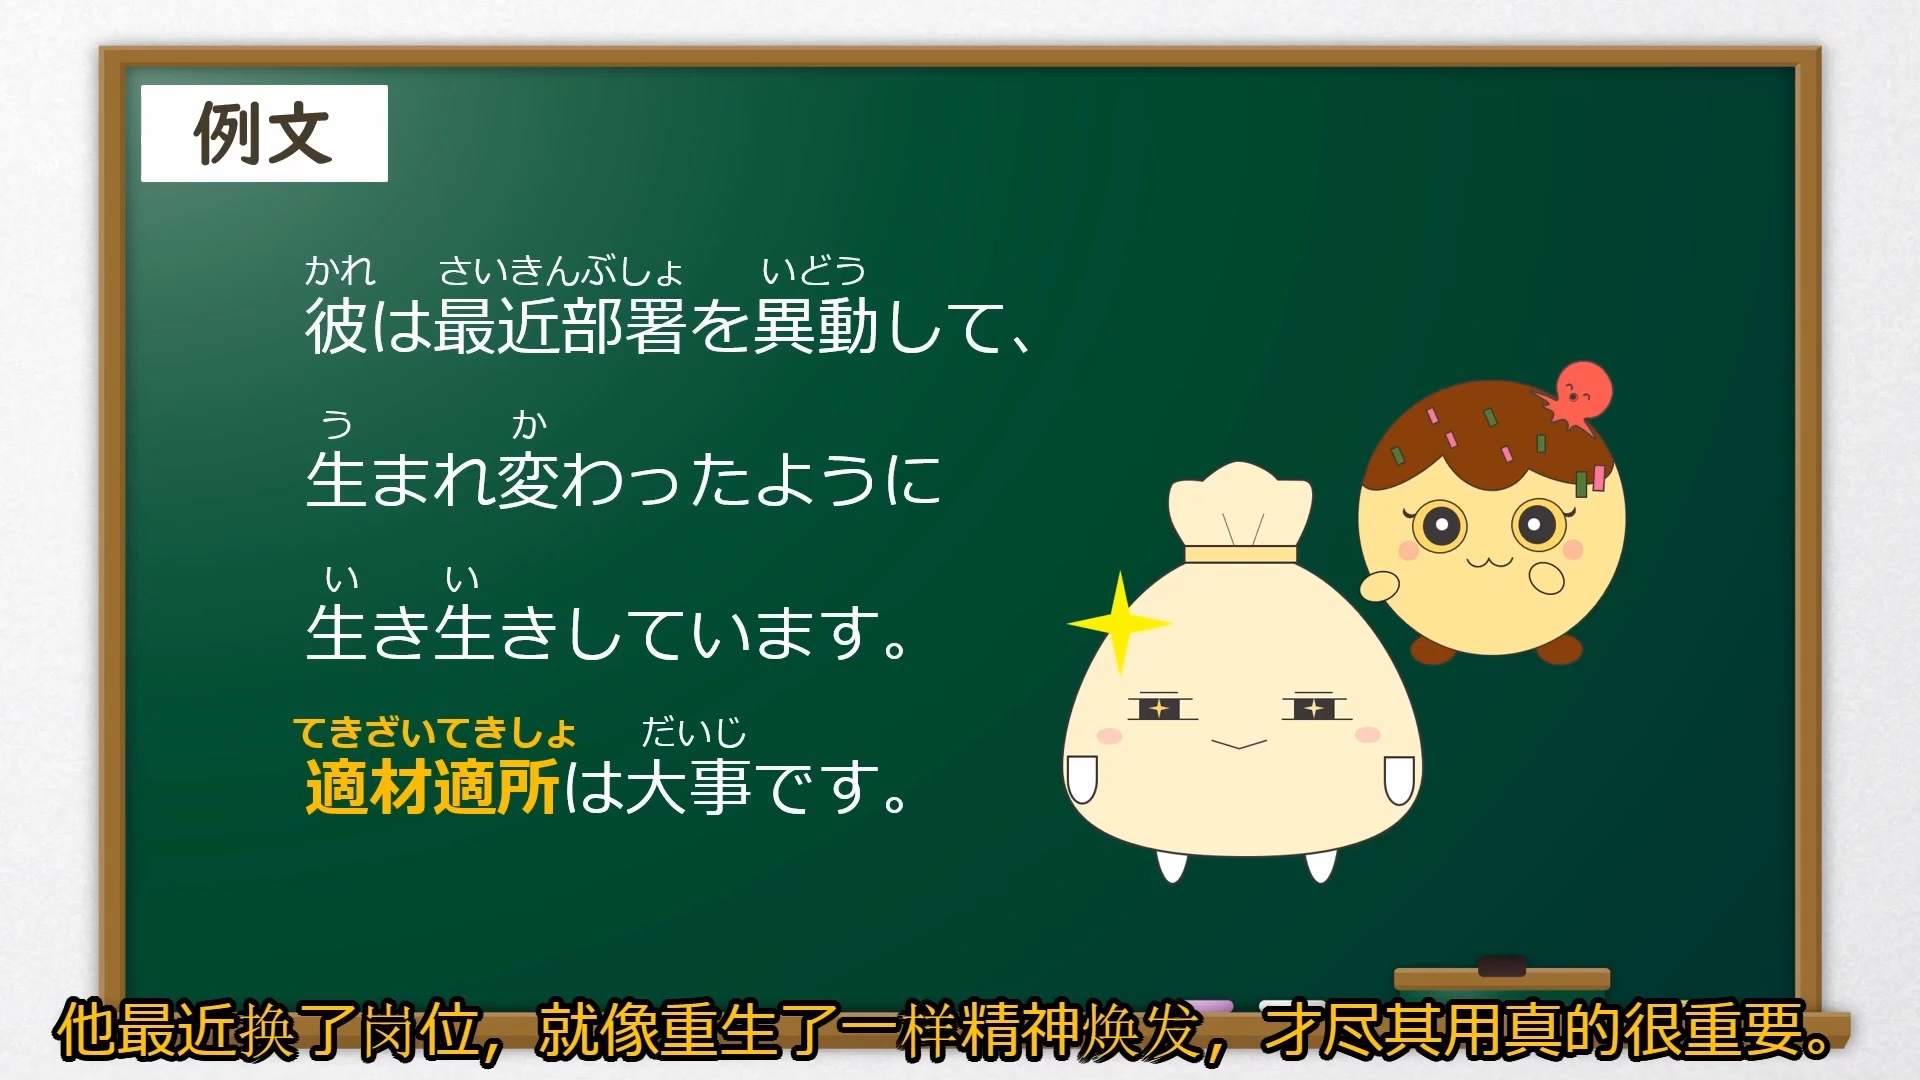 例文
かれ さいきんぶしょ いどう
彼は最近部署を異動して、
う か
生まれ変わったように
い い
生き生きしています。
てきざいてきしょ だいじ
適材適所は大事です。
他最近换了岗位，就像重生了一样精神焕发，才尽其用真的很重要。